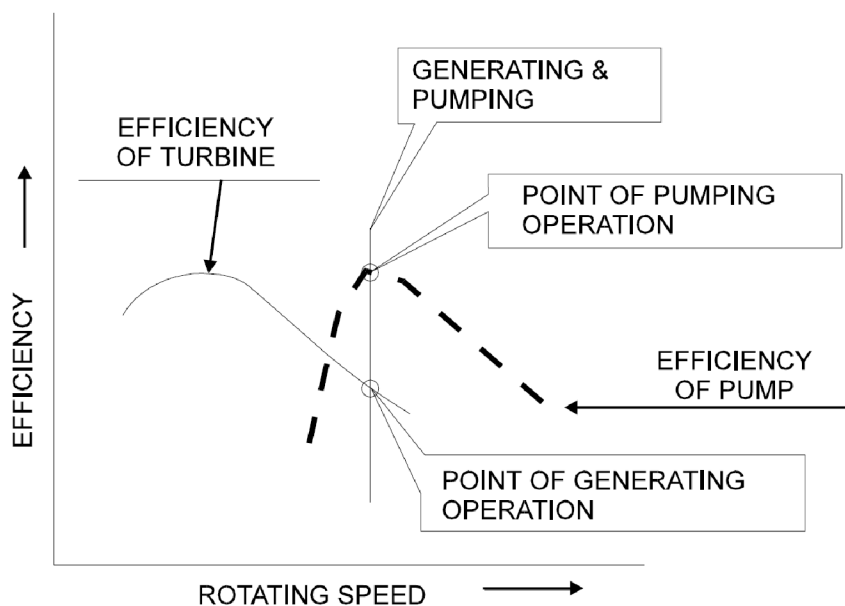 GENERATING &
PUMPING
EFFICIENCY
OF TURBINE
POINT OF PUMPING
OPERATION
EFFICIENCY
EFFICIENCY
OF PUMP
POINT OF GENERATING
OPERATION
ROTATING SPEED